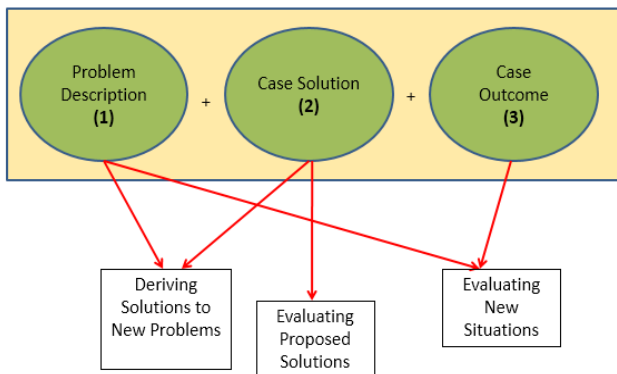 Problem
Description
(1)
+
Case Solution
(2)
+
Case
Outcome
(3)
Deriving
Solutions to
New Problems
Evaluating
Proposed
Solutions
Evaluating
New
Situations